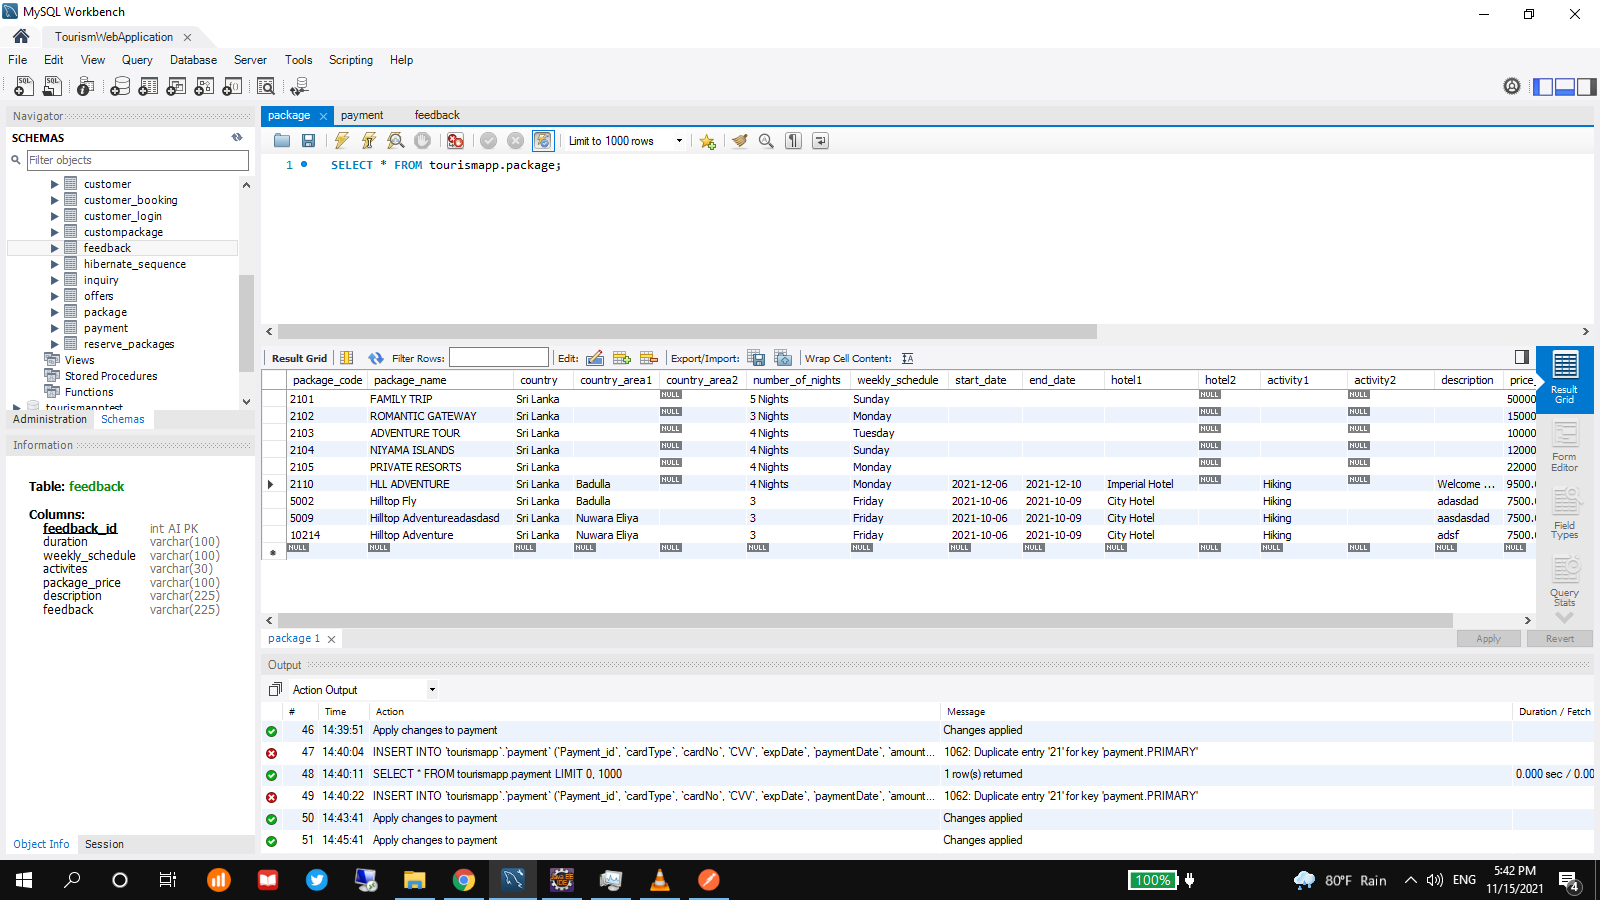 MySQL Workbench
TourismWebApplication
File Edit View Query Database Server Tools Scripting Help
Navigator
SCHEMAS
Filter objects
customer
customer_booking
customer_login
custompackage
feedback
hibernate_sequence
inquiry
offers
package
payment
reserve_packages
Views
Stored Procedures
Functions
tourismapptest
Administration Schemas
Information
Table: feedback
Columns:
feedback_id int AI PK
duration varchar(100)
weekly_schedule varchar(100)
activites varchar(30)
package_price varchar(100)
description varchar(225)
feedback varchar(225)
Object Info Session
package payment feedback
Limit to 1000 rows
1 SELECT * FROM tourismapp.package;
Result Grid Filter Rows: Edit: Export/Import: Wrap Cell Content: IA
package_code package_name country country_area1 country_area2 number_of_nights weekly_schedule start_date end_date hotel1 hotel2 activity1 activity2 description price_
2101 FAMILY TRIP Sri Lanka NULL 5 Nights Sunday NULL NULL 50000
2102 ROMANTIC GATEWAY Sri Lanka NULL 3 Nights Monday NULL NULL 15000
2103 ADVENTURE TOUR Sri Lanka NULL 4 Nights Tuesday NULL NULL 10000
2104 NIYAMA ISLANDS Sri Lanka NULL 4 Nights Sunday NULL NULL 12000
2105 PRIVATE RESORTS Sri Lanka NULL 4 Nights Monday NULL NULL 22000
2110 HLL ADVENTURE Sri Lanka Badulla NULL 4 Nights Monday 2021-12-06 2021-12-10 Imperial Hotel NULL Hiking NULL Welcome ... 9500.
5002 Hilltop Fly Sri Lanka Badulla 3 Friday 2021-10-06 2021-10-09 City Hotel Hiking adasdad 7500.
5009 Hilltop Adventureadasdasd Sri Lanka Nuwara Eliya 3 Friday 2021-10-06 2021-10-09 City Hotel Hiking aasdasdad 7500.
10214 Hilltop Adventure Sri Lanka Nuwara Eliya 3 Friday 2021-10-06 2021-10-09 City Hotel Hiking adsf 7500.
NULL NULL NULL NULL NULL NULL NULL NULL NULL NULL NULL NULL NULL NULL NULL
Result Grid
Form Editor
Field Types
Query Stats
package 1 Apply Revert
Output
Action Output
# Time Action Message Duration / Fetch
46 14:39:51 Apply changes to payment Changes applied
47 14:40:04 INSERT INTO `tourismapp`.`payment` (`Payment_id`, `cardType`, `cardNo`, `CVV`, `expDate`, `paymentDate`, `amount... 1062: Duplicate entry '21' for key 'payment.PRIMARY'
48 14:40:11 SELECT * FROM tourismapp.payment LIMIT 0, 1000 1 row(s) returned 0.000 sec / 0.00
49 14:40:22 INSERT INTO `tourismapp`.`payment` (`Payment_id`, `cardType`, `cardNo`, `CVV`, `expDate`, `paymentDate`, `amount... 1062: Duplicate entry '21' for key 'payment.PRIMARY'
50 14:43:41 Apply changes to payment Changes applied
51 14:45:41 Apply changes to payment Changes applied
100% 80°F Rain ENG 5:42 PM
11/15/2021
4